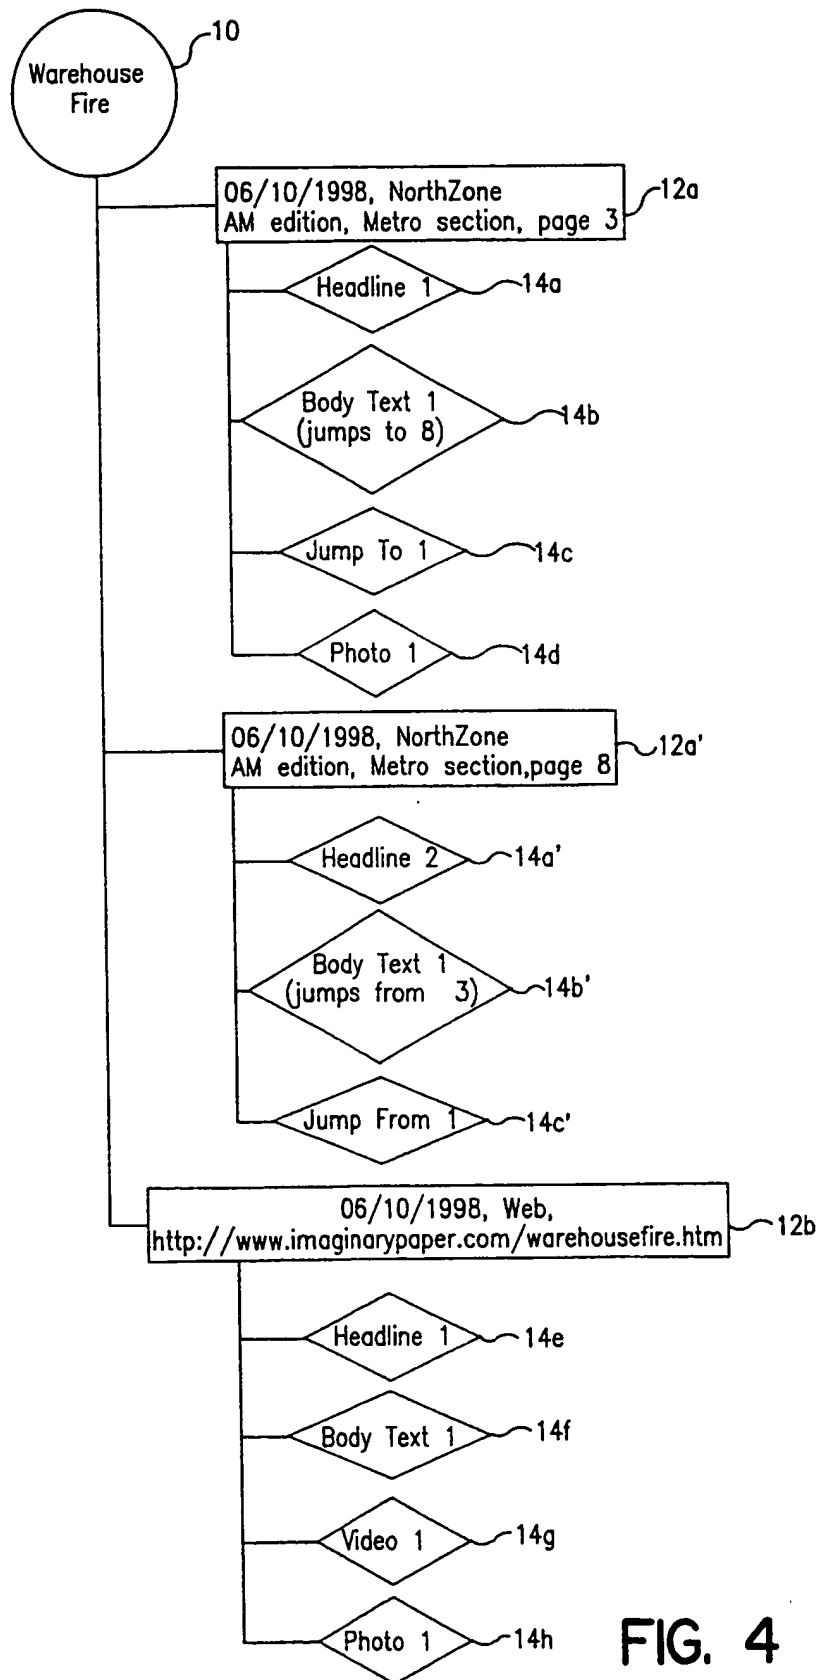 10
Warehouse
Fire
06/10/1998, NorthZone
AM edition, Metro section, page 3
12a
Headline 1
14a
Body Text 1
(jumps to 8)
14b
Jump To 1
14c
Photo 1
14d
06/10/1998, NorthZone
AM edition, Metro section,page 8
12a'
Headline 2
14a'
Body Text 1
(jumps from 3)
14b'
Jump From 1
14c'
06/10/1998, Web,
http://www.imaginarypaper.com/warehousefire.htm
12b
Headline 1
14e
Body Text 1
14f
Video 1
14g
Photo 1
14h
FIG. 4